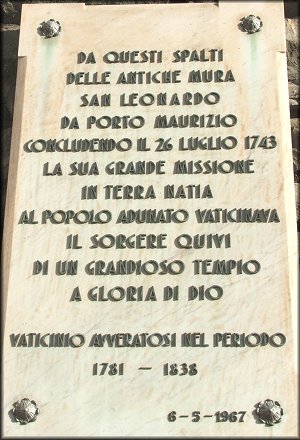 DA QUESTI SPALTI
DELLE ANTICHE MURA
SAN LEONARDO
DA PORTO MAURIZIO
CONCLUDENDO IL 26 LUGLIO 1743
LA SUA GRANDE MISSIONE
IN TERRA NATIA
AL POPOLO ADUNATO VATICINAVA
IL SORGERE QUIVI
DI UN GRANDIOSO TEMPIO
A GLORIA DI DIO
VATICINIO AVVERATOSI NEL PERIODO
1781 - 1838
6-5-1967